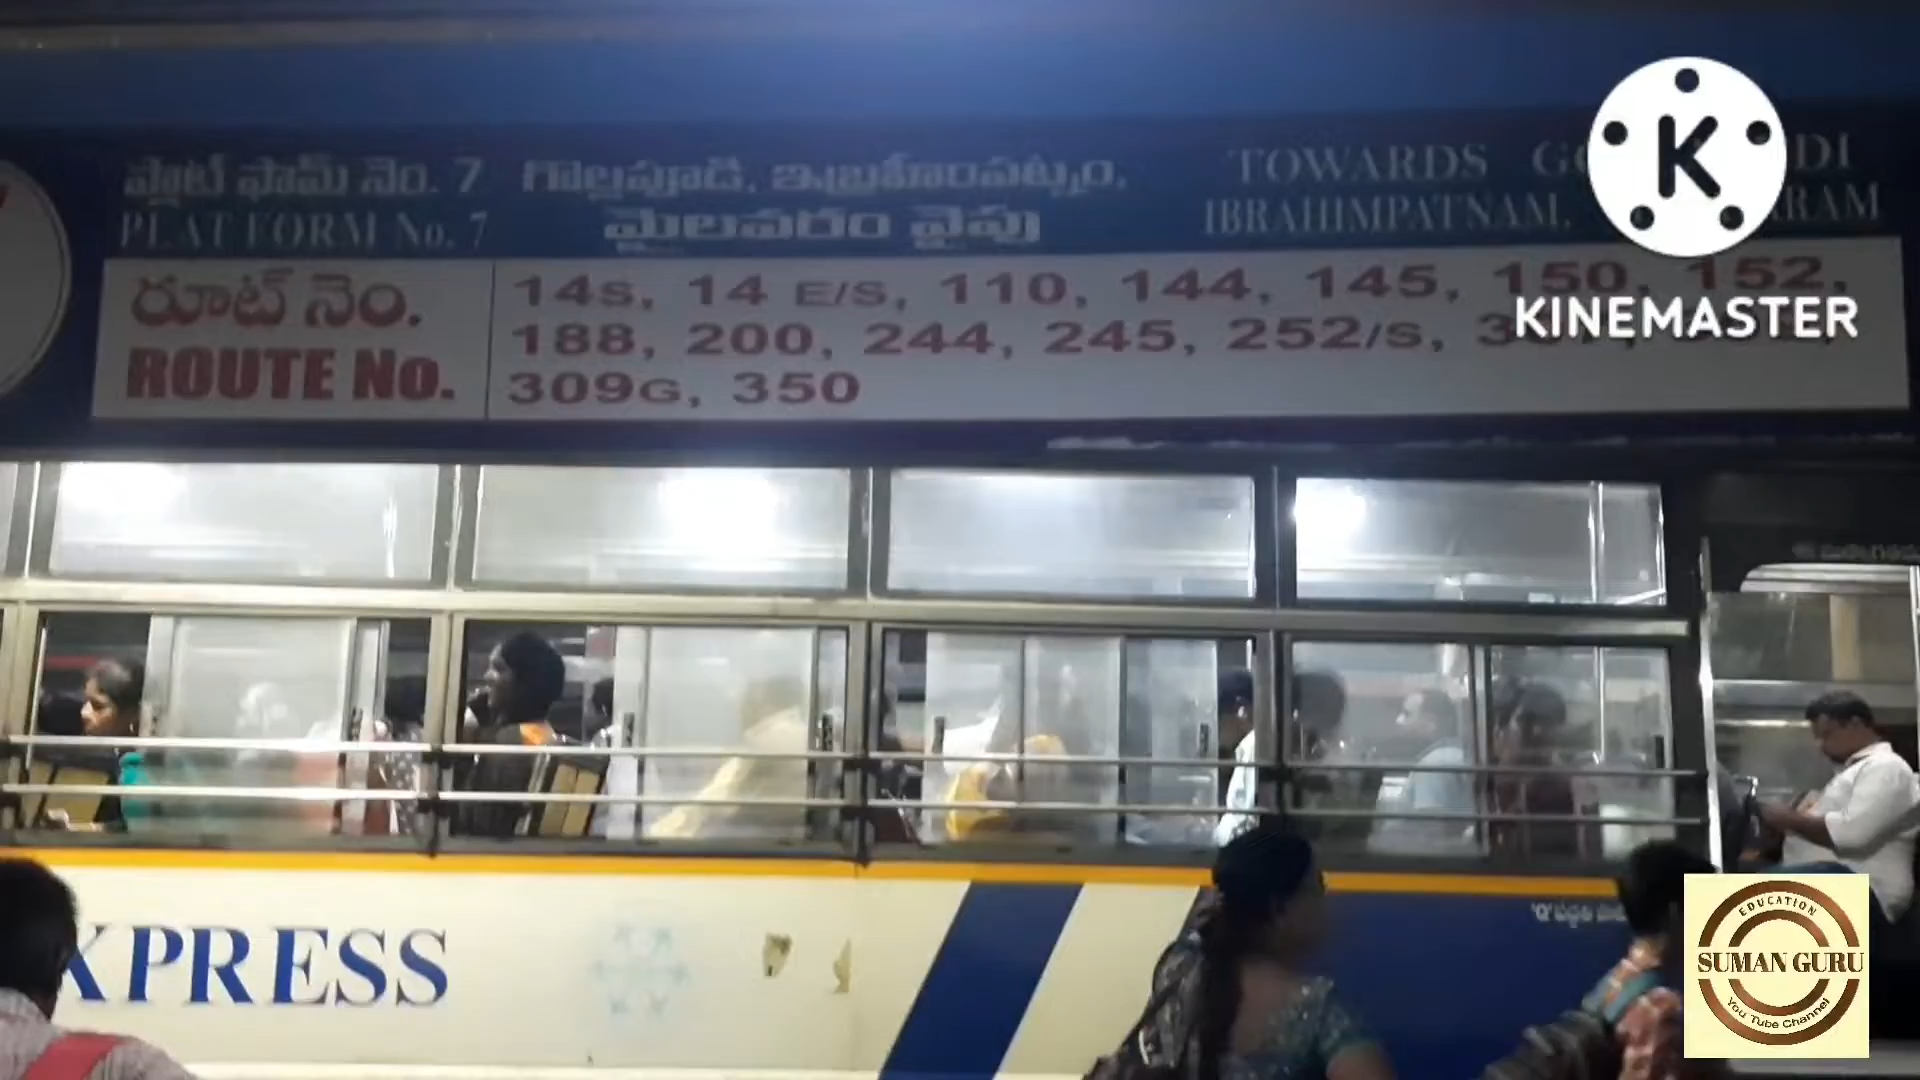 ప్లాట్ ఫామ్ నెం. 7 గొల్లపూడి, ఇబ్రహీంపట్నం,
మైలవరం వైపు
PLAT FORM No. 7
TOWARDS
IBRAHIMPATNAM,
రూట్ నెం.
ROUTE No.
14S, 14 E/S, 110, 144, 145, 150, 152,
188, 200, 244, 245, 252/S,
309G, 350
KINEMASTER
XPRESS
EDUCATION
SUMAN GURU
You Tube Channel